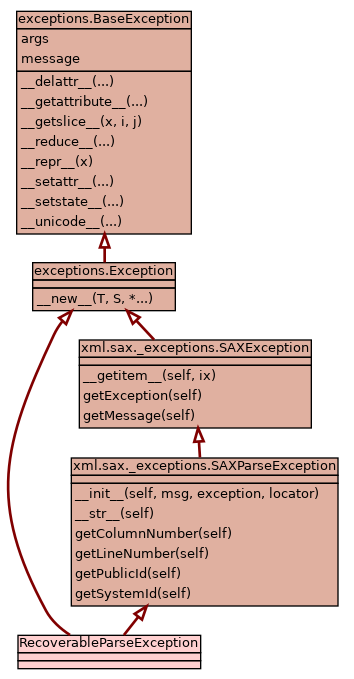 exceptions.BaseException
args
message
__delattr__(...)
__getattribute__(...)
__getslice__(x, i, j)
__reduce__(...)
__repr__(x)
__setattr__(...)
__setstate__(...)
__unicode__(...)
exceptions.Exception
__new__(T, S, *...)
xml.sax._exceptions.SAXException
__getitem__(self, ix)
getException(self)
getMessage(self)
xml.sax._exceptions.SAXParseException
__init__(self, msg, exception, locator)
__str__(self)
getColumnNumber(self)
getLineNumber(self)
getPublicId(self)
getSystemId(self)
RecoverableParseException